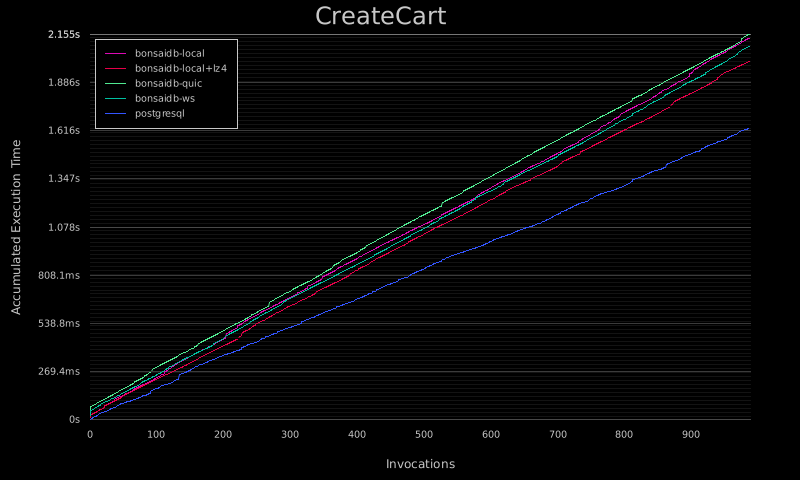 CreateCart
2.155s
1.886s
1.616s
1.347s
1.078s
808.1ms
538.8ms
269.4ms
0s
bonsaidb-local
bonsaidb-local+lz4
bonsaidb-quic
bonsaidb-ws
postgresql
Accumulated Execution Time
0 100 200 300 400 500 600 700 800 900
Invocations